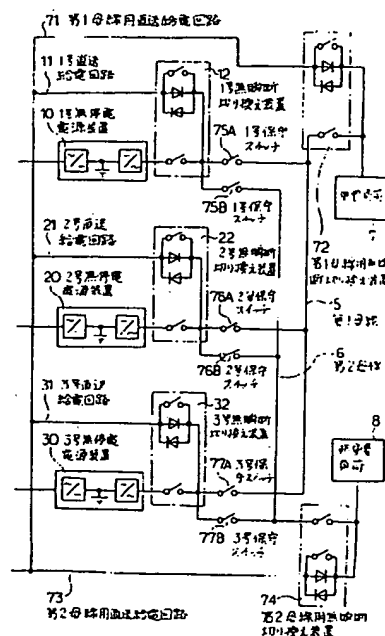 71 第1母線用直送給電回路
11 1号直送
給電回路
12
1号無瞬断
切り換え装置
10 1号無停電
電源装置
75A 1号保守
スイッチ
75B 1号保守
スイッチ
72
第1母線用無瞬
断切り換え装置
7
21 2号直送
給電回路
22
2号無瞬断
切り換え装置
20 2号無停電
電源装置
76A 2号保守
スイッチ
76B 2号保守
スイッチ
5
第1母線
6
第2母線
31 3号直送
給電回路
32
3号無瞬断
切り換え装置
30 3号無停電
電源装置
77A 3号保
守スイッチ
77B 3号保守
スイッチ
8
負荷
73
第2母線用直送給電回路
74
第2母線用無瞬断
切り換え装置